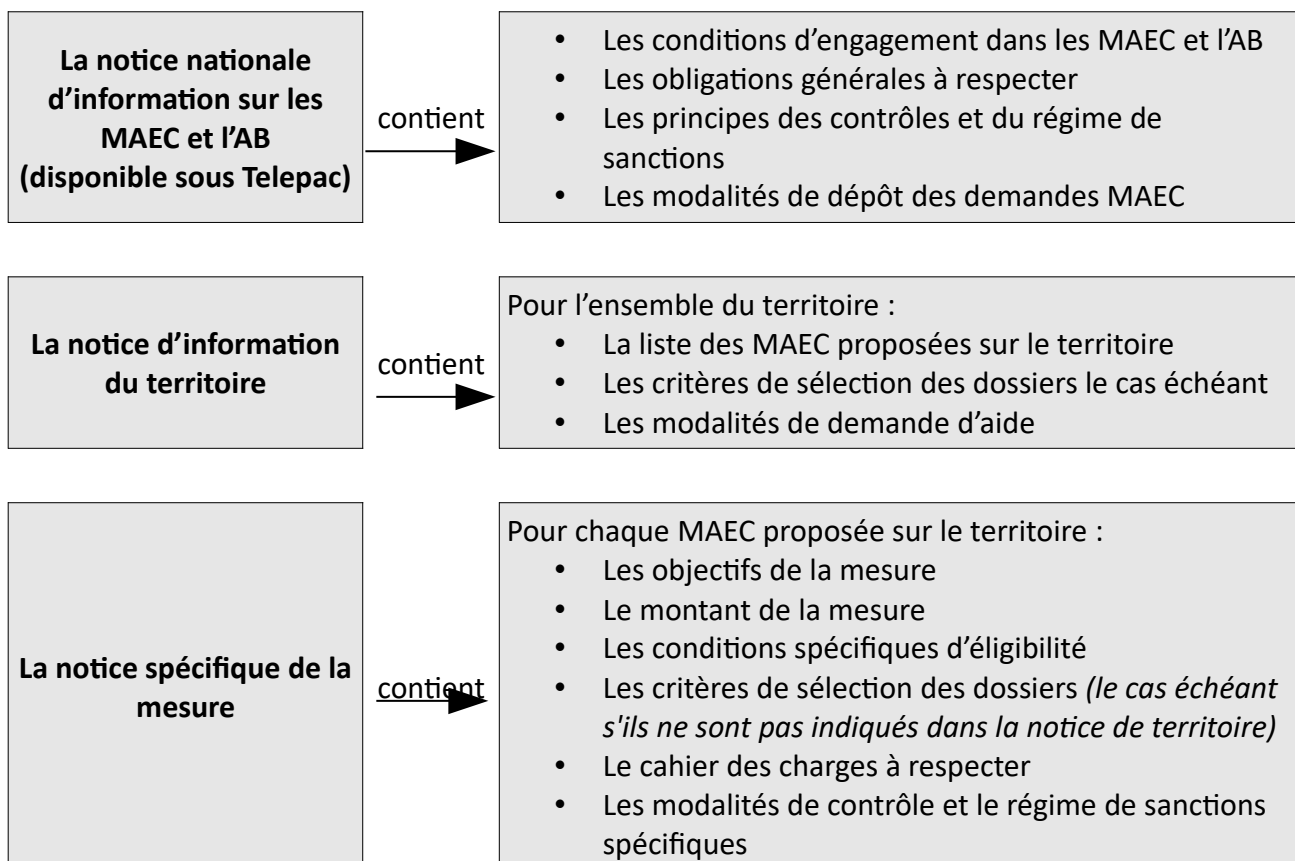 La notice nationale
d'information sur les
MAEC et l'AB
(disponible sous Telepac)
contient
• Les conditions d'engagement dans les MAEC et l'AB
• Les obligations générales à respecter
• Les principes des contrôles et du régime de
sanctions
• Les modalités de dépôt des demandes MAEC
La notice d'information
du territoire
contient
Pour l'ensemble du territoire :
• La liste des MAEC proposées sur le territoire
• Les critères de sélection des dossiers le cas échéant
• Les modalités de demande d'aide
La notice spécifique de la
mesure
contient
Pour chaque MAEC proposée sur le territoire :
• Les objectifs de la mesure
• Le montant de la mesure
• Les conditions spécifiques d'éligibilité
• Les critères de sélection des dossiers (le cas échéant
s'ils ne sont pas indiqués dans la notice de territoire)
• Le cahier des charges à respecter
• Les modalités de contrôle et le régime de sanctions
spécifiques